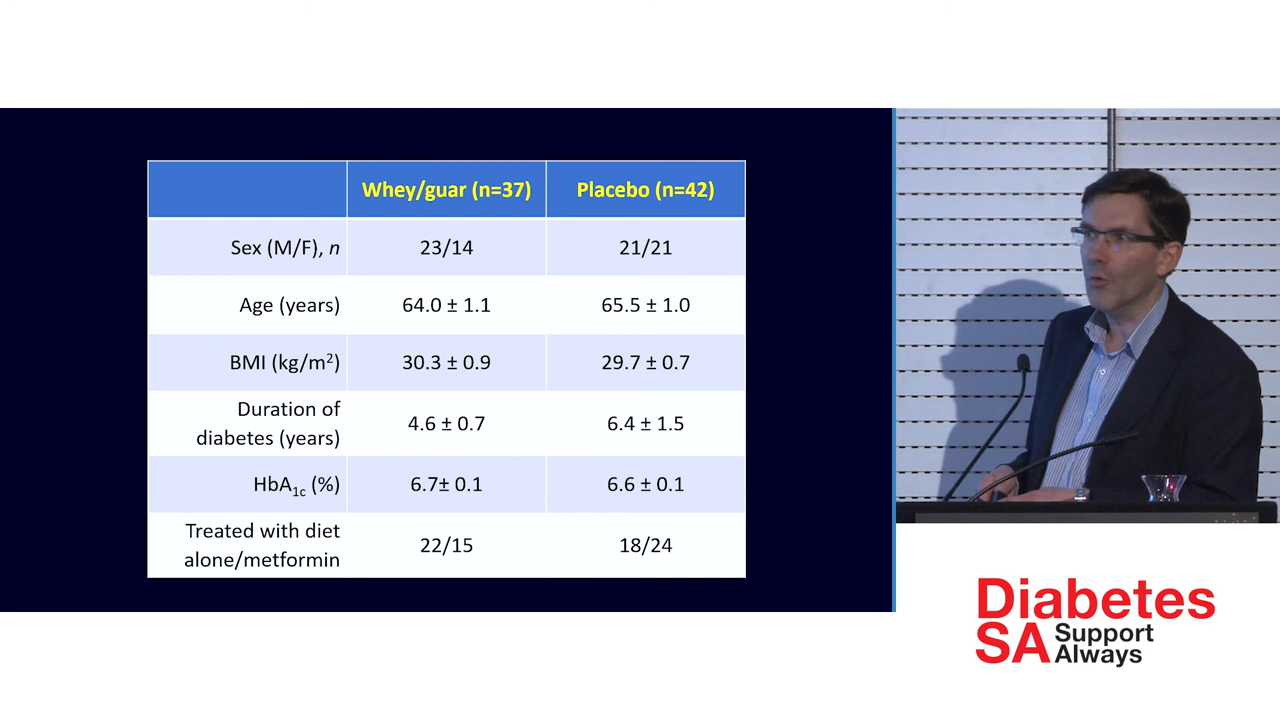 Whey/guar (n=37) Placebo (n=42)
Sex (M/F), n 23/14 21/21
Age (years) 64.0 ± 1.1 65.5 ± 1.0
BMI (kg/m²) 30.3 ± 0.9 29.7 ± 0.7
Duration of
diabetes (years) 4.6 ± 0.7 6.4 ± 1.5
HbA1c (%) 6.7± 0.1 6.6 ± 0.1
Treated with diet
alone/metformin 22/15 18/24
Diabetes
SA Support
Always